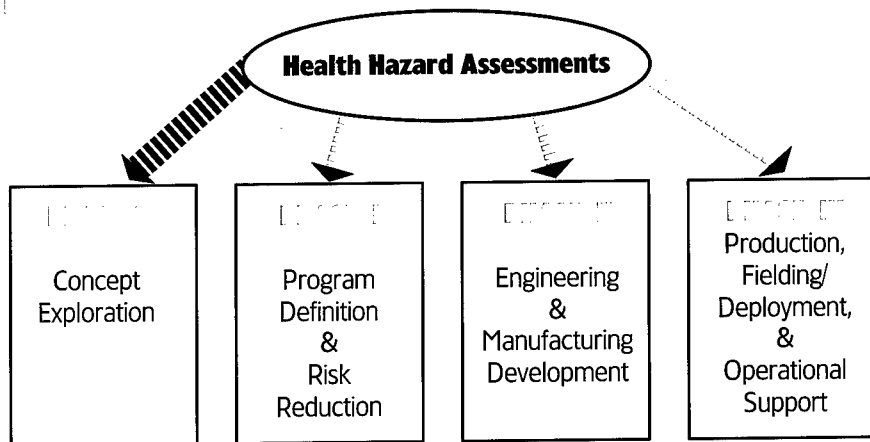 Health Hazard Assessments
Concept
Exploration
Program
Definition
&
Risk
Reduction
Engineering
&
Manufacturing
Development
Production,
Fielding/
Deployment,
&
Operational
Support